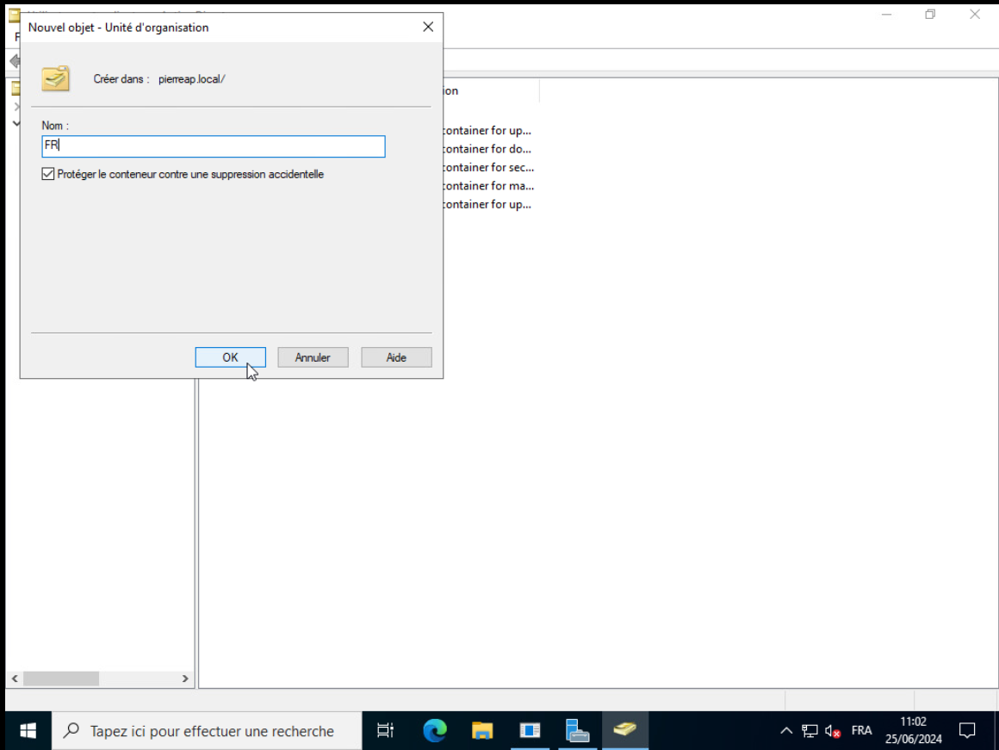 Nouvel objet - Unité d'organisation
Créer dans : pierreap.local/
Nom :
FR
Protéger le conteneur contre une suppression accidentelle
OK Annuler Aide
ion
container for up...
container for do...
container for sec...
container for ma...
container for up...
Tapez ici pour effectuer une recherche
FRA
11:02
25/06/2024